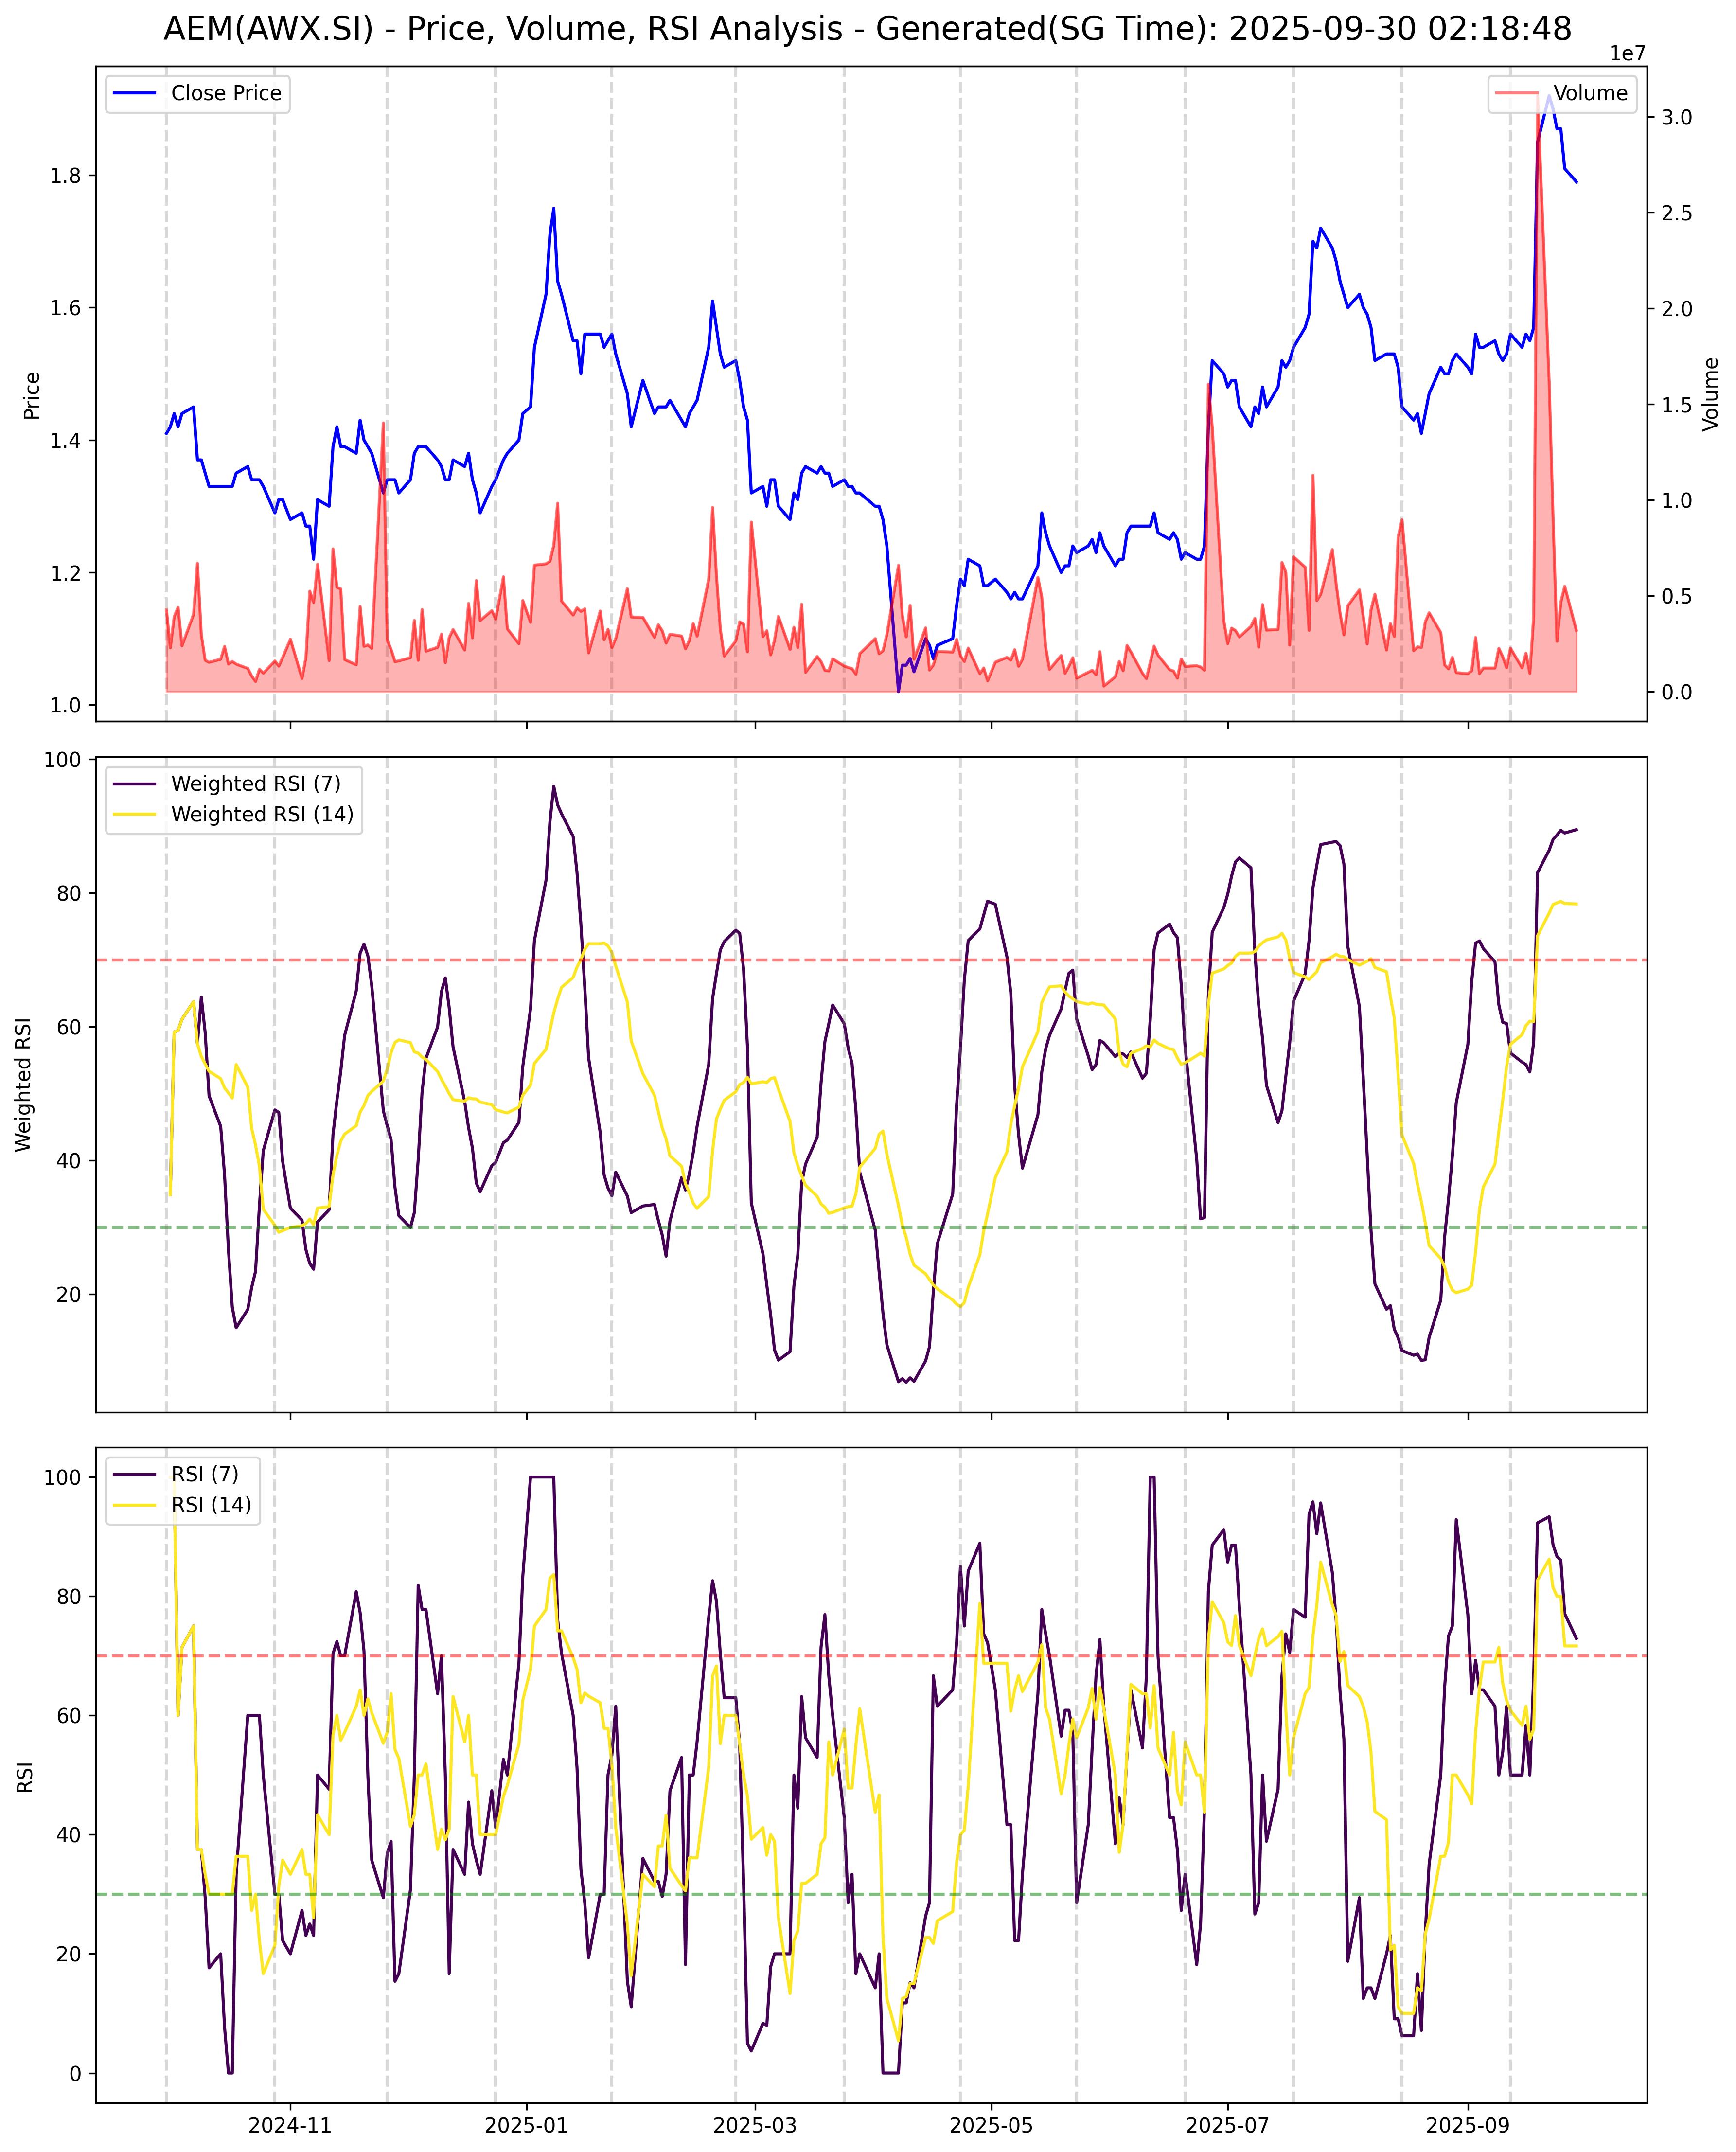 AEM(AWX.SI) - Price, Volume, RSI Analysis - Generated(SG Time): 2025-09-30 02:18:48
1e7
Close Price
Volume
3.0
2.5
2.0
1.5
1.0
0.5
0.0
Volume
1.8
1.6
1.4
1.2
1.0
Price
100
80
60
40
20
Weighted RSI
Weighted RSI (7)
Weighted RSI (14)
100
80
60
40
20
0
RSI
RSI (7)
RSI (14)
2024-11
2025-01
2025-03
2025-05
2025-07
2025-09